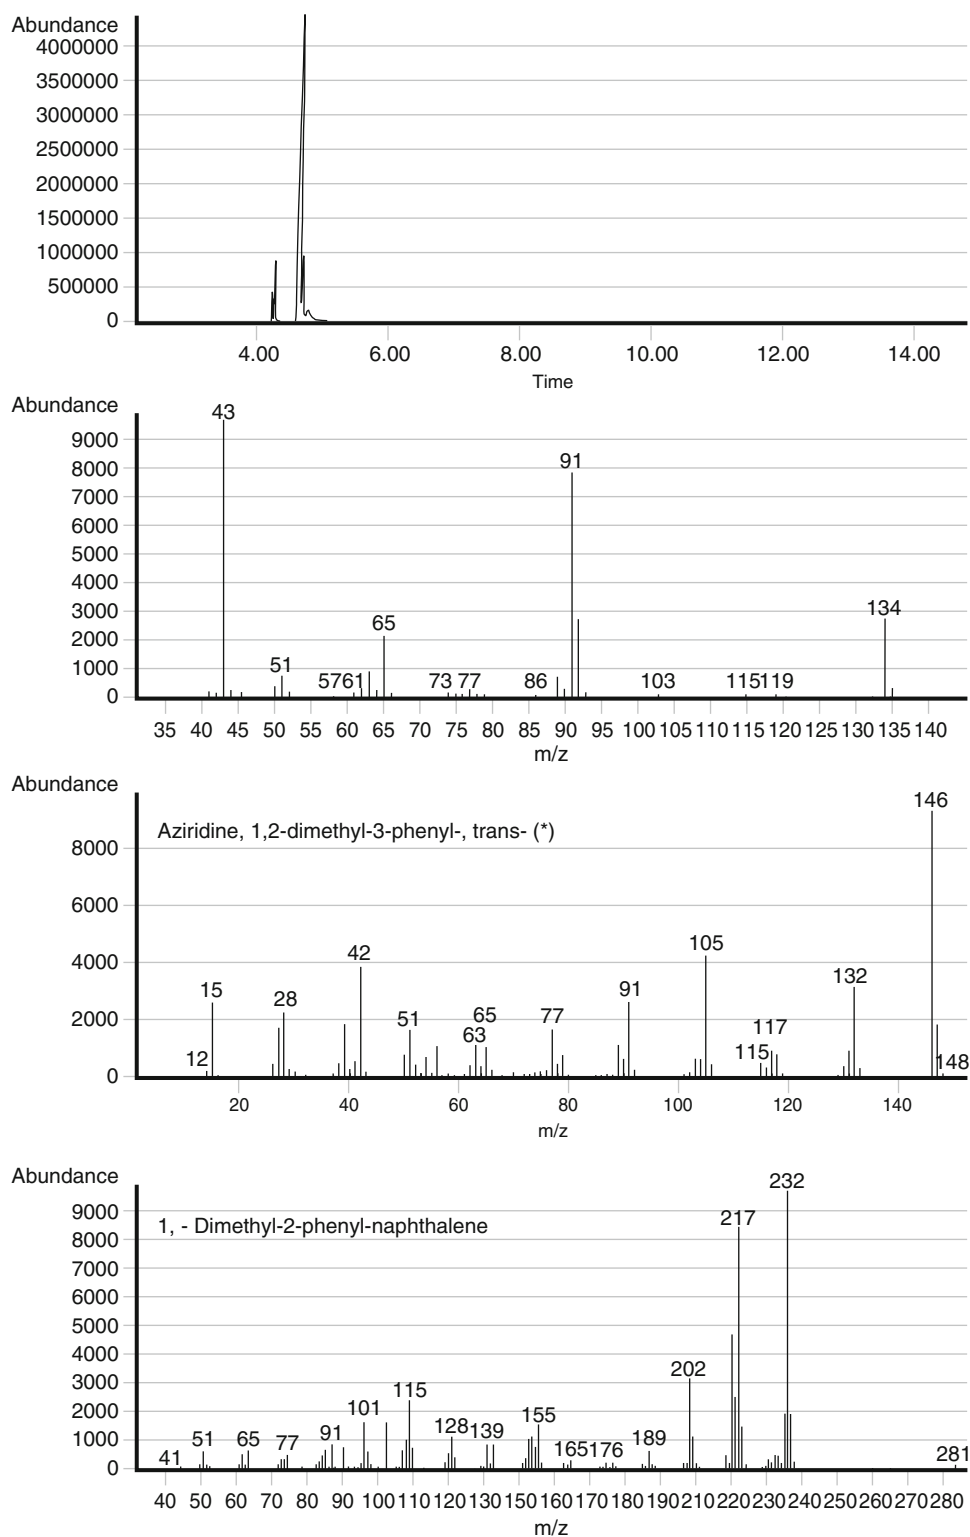 Abundance
4000000
3500000
3000000
2500000
2000000
1500000
1000000
500000
0
4.00 6.00 8.00 10.00 12.00 14.00
Time
Abundance
43
9000
91
8000
7000
6000
5000
4000
134
3000
65
2000
51
1000
5761 73 77 86 103 115119
0
35 40 45 50 55 60 65 70 75 80 85 90 95 100 105 110 115 120 125 130 135 140
m/z
Abundance
146
Aziridine, 1,2-dimethyl-3-phenyl-, trans- (*)
8000
6000
105
42
4000
132
15 28 91
51 65 77
2000
63 117
12 115 148
0
20 40 60 80 100 120 140
m/z
Abundance
232
217
1, - Dimethyl-2-phenyl-naphthalene
9000
8000
7000
6000
5000
4000
202
3000
115
2000
101 155
128 139
51 65 77 91 189
1000
165 176
41 281
0
40 50 60 70 80 90 100 110 120 130 140 150 160 170 180 190 200 210 220 230 240 250 260 270 280
m/z